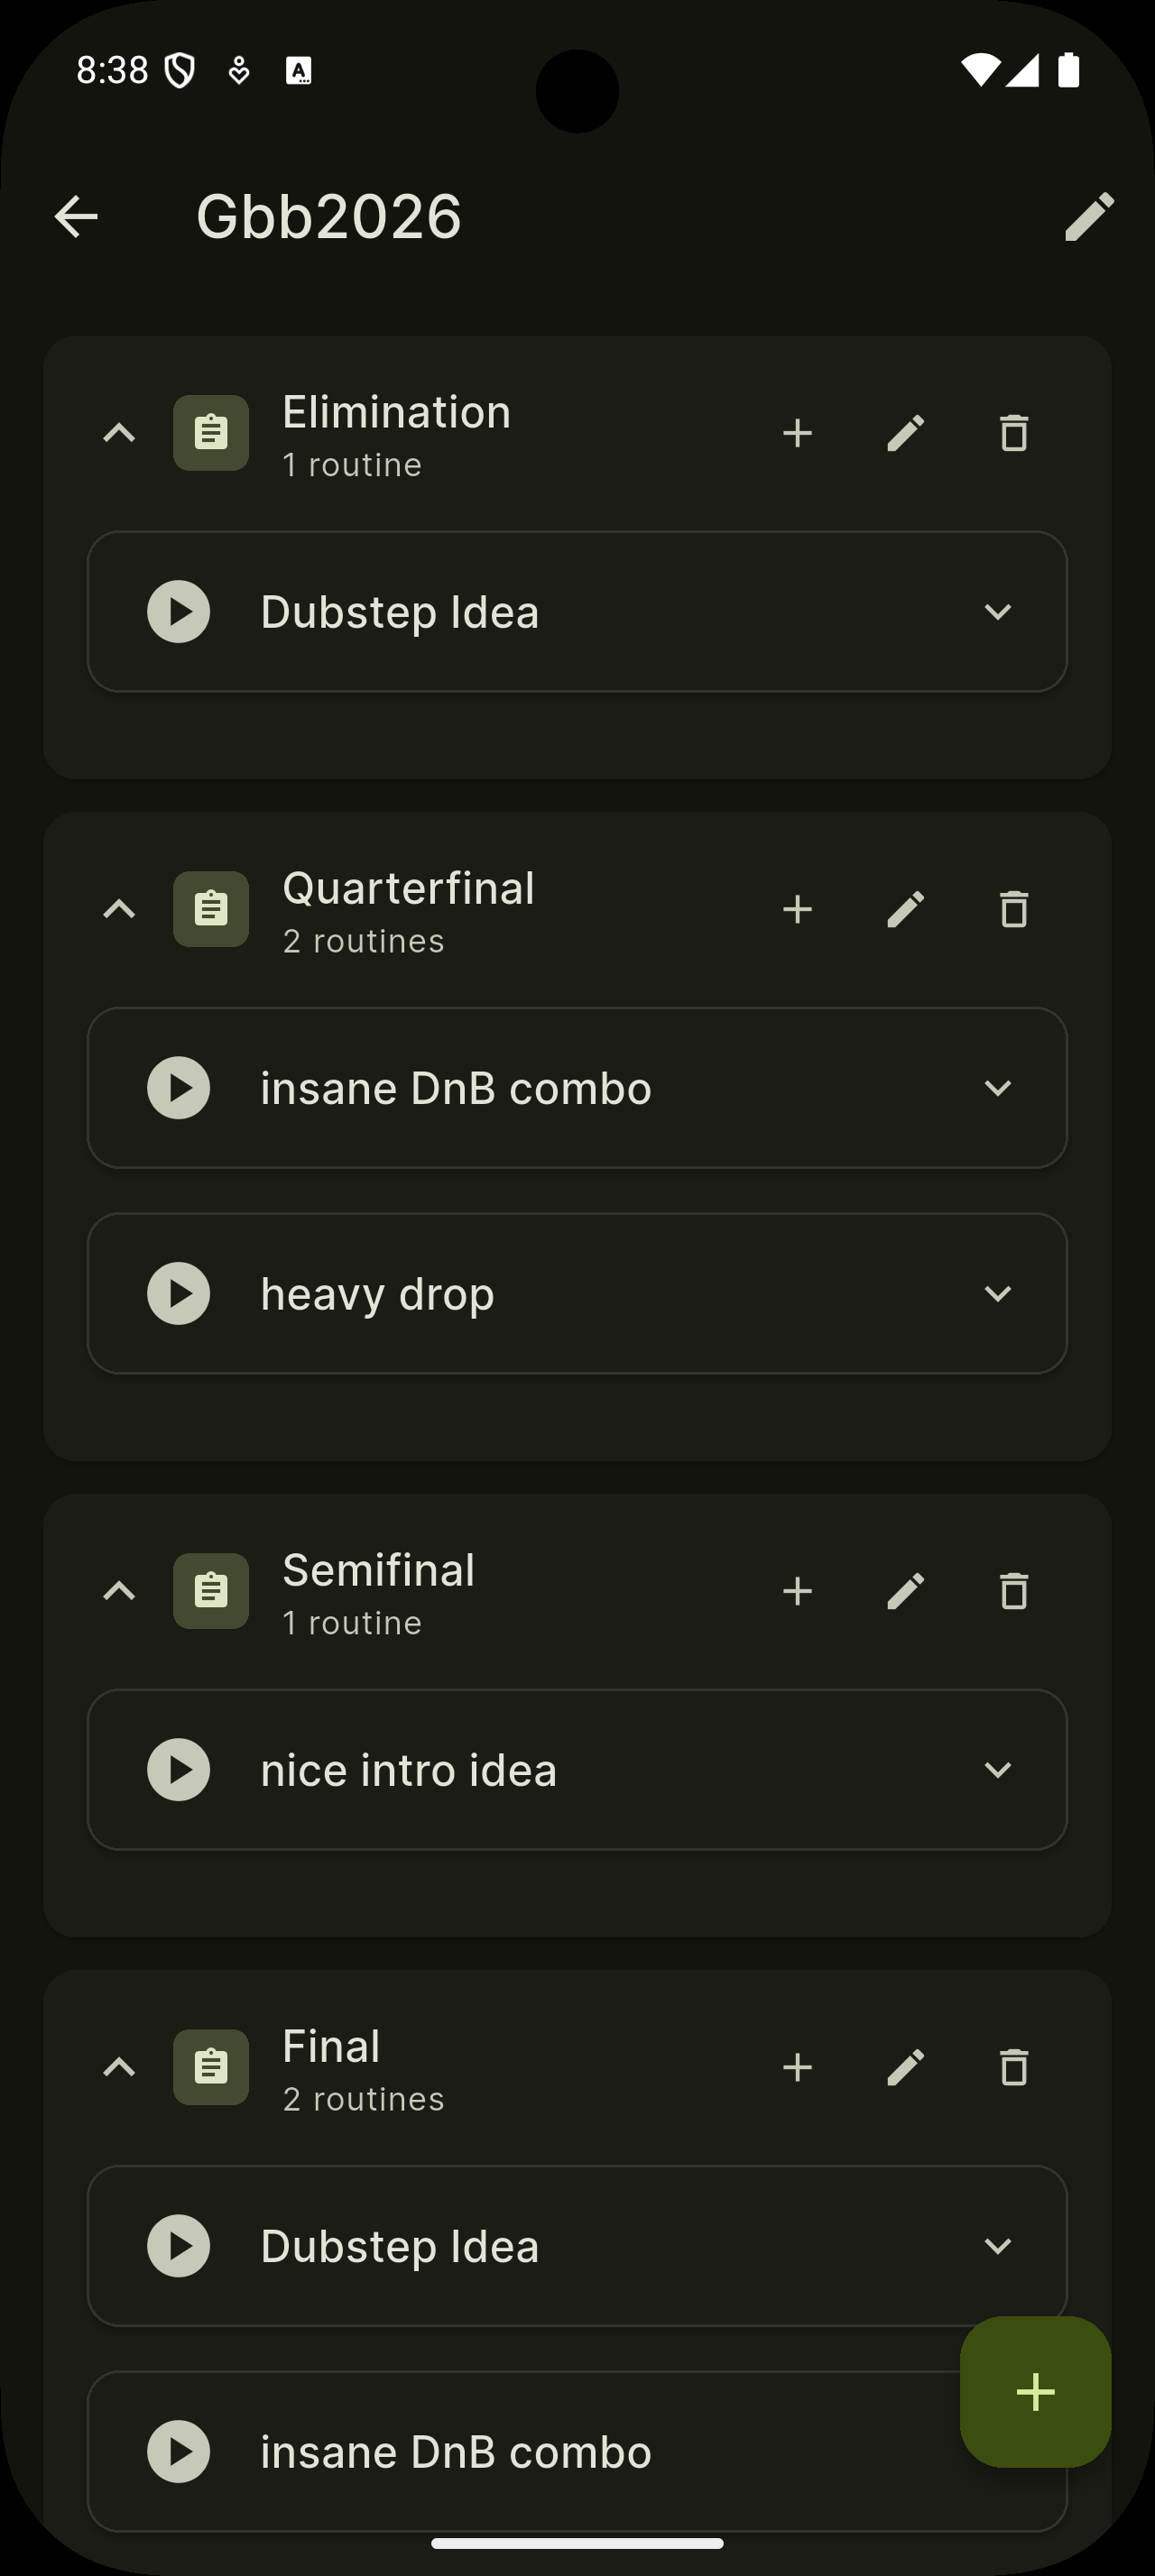 8:38
Gbb2026
Elimination
1 routine
Dubstep Idea
Quarterfinal
2 routines
insane DnB combo
heavy drop
Semifinal
1 routine
nice intro idea
Final
2 routines
Dubstep Idea
insane DnB combo